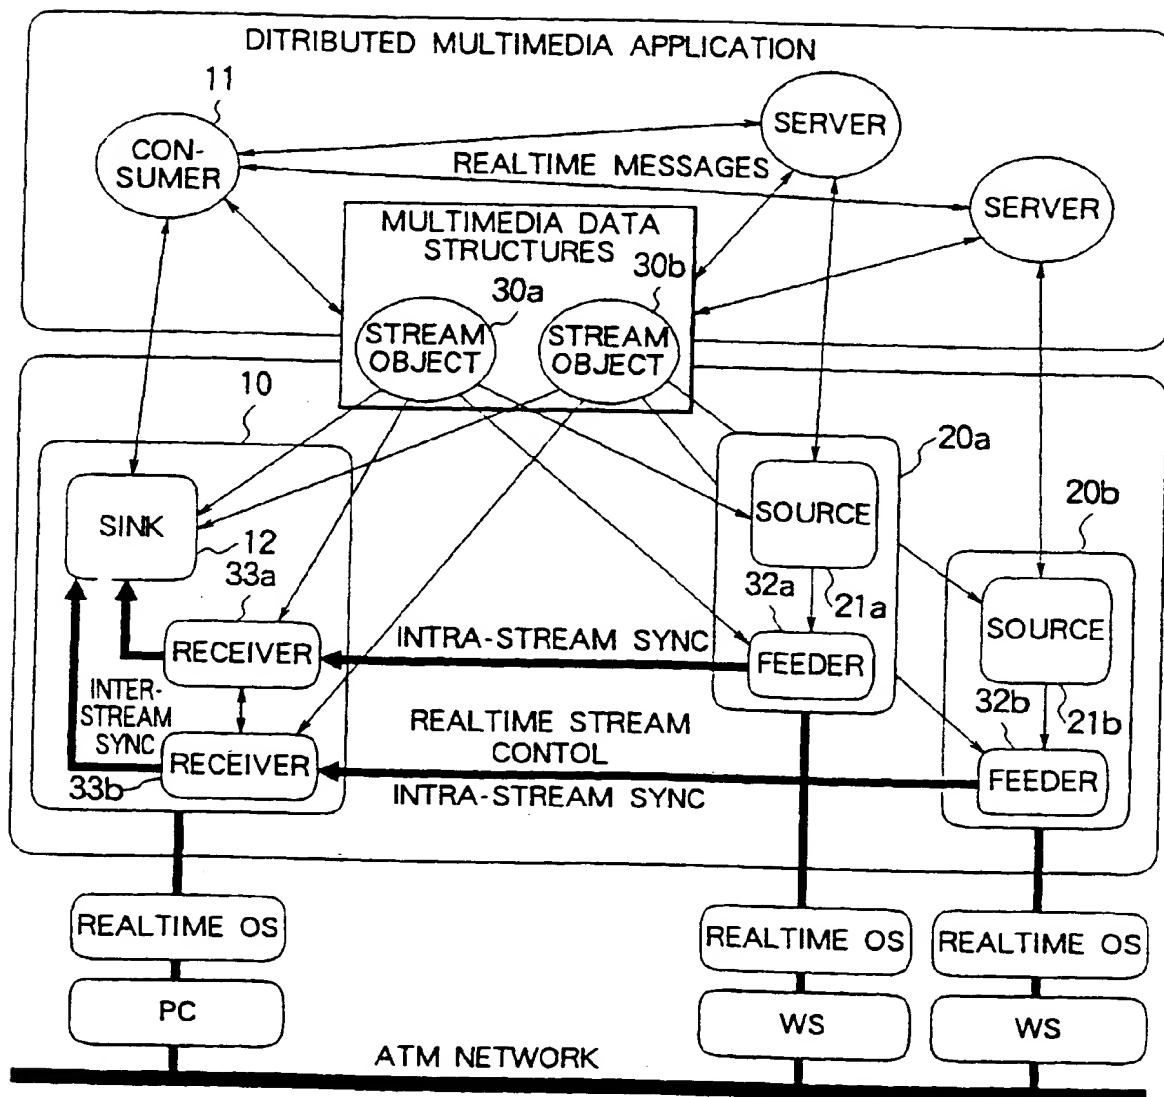 DITRIBUTED MULTIMEDIA APPLICATION
11
CON-
SUMER
SERVER
REALTIME MESSAGES
SERVER
MULTIMEDIA DATA
STRUCTURES
30a
30b
STREAM
OBJECT
STREAM
OBJECT
10
20a
SINK
SOURCE
20b
12
33a
32a
21a
SOURCE
RECEIVER
INTRA-STREAM SYNC
FEEDER
INTER-
STREAM
SYNC
REALTIME STREAM
CONTOL
32b
21b
RECEIVER
33b
INTRA-STREAM SYNC
FEEDER
REALTIME OS
REALTIME OS
REALTIME OS
PC
WS
WS
ATM NETWORK